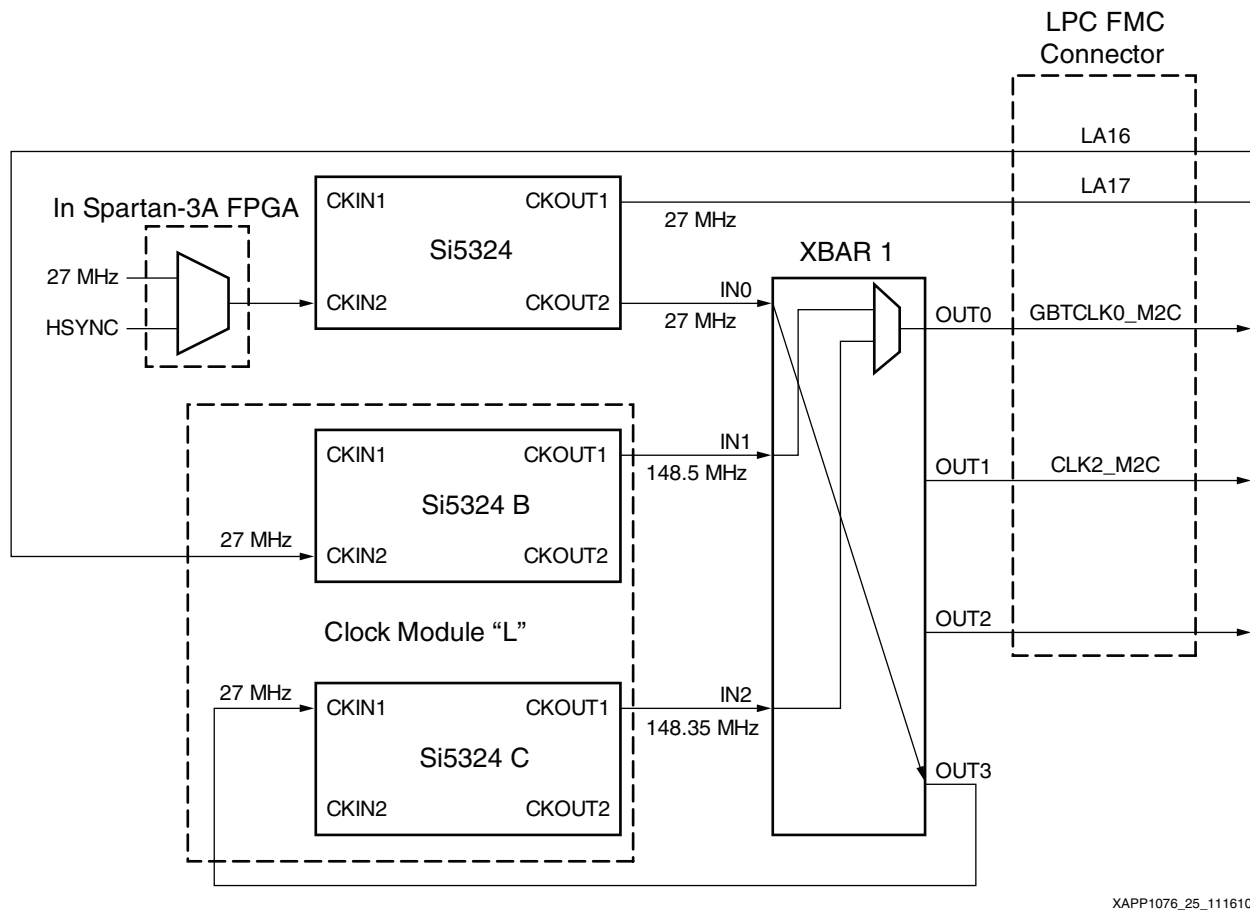 LPC FMC
Connector
LA16
LA17
In Spartan-3A FPGA
27 MHz
HSYNC
CKIN1
CKOUT1
Si5324
CKIN2
CKOUT2
27 MHz
IN0
27 MHz
XBAR 1
OUT0
GBTCLK0_M2C
CKIN1
CKOUT1
Si5324 B
CKIN2
CKOUT2
27 MHz
IN1
148.5 MHz
OUT1
CLK2_M2C
Clock Module “L”
OUT2
27 MHz
CKIN1
CKOUT1
Si5324 C
CKIN2
CKOUT2
IN2
148.35 MHz
OUT3
XAPP1076_25_111610